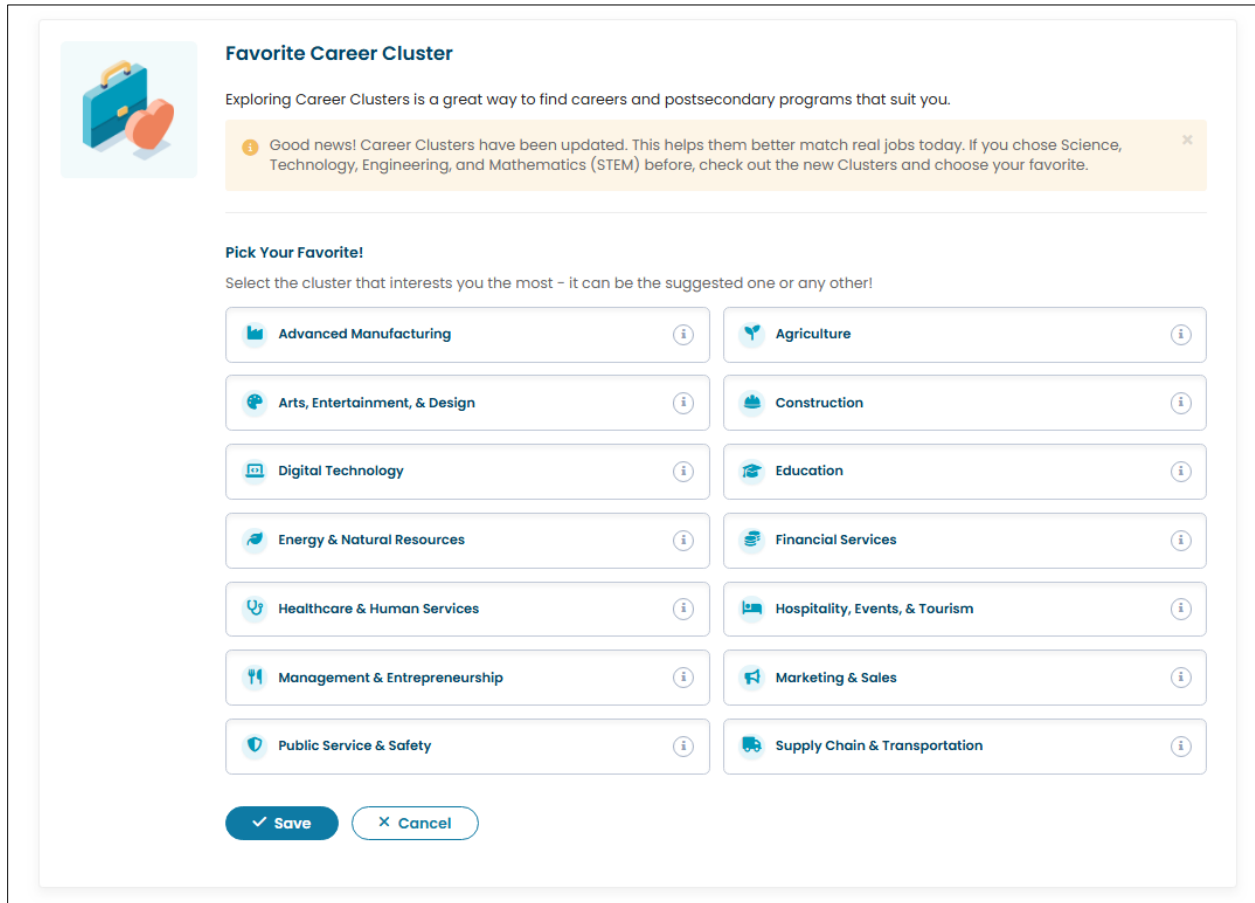 Favorite Career Cluster
Exploring Career Clusters is a great way to find careers and postsecondary programs that suit you.
Good news! Career Clusters have been updated. This helps them better match real jobs today. If you chose Science,
Technology, Engineering, and Mathematics (STEM) before, check out the new Clusters and choose your favorite.
Pick Your Favorite!
Select the cluster that interests you the most - it can be the suggested one or any other!
Advanced Manufacturing
Agriculture
Arts, Entertainment, & Design
Construction
Digital Technology
Education
Energy & Natural Resources
Financial Services
Healthcare & Human Services
Hospitality, Events, & Tourism
Management & Entrepreneurship
Marketing & Sales
Public Service & Safety
Supply Chain & Transportation
Save
Cancel